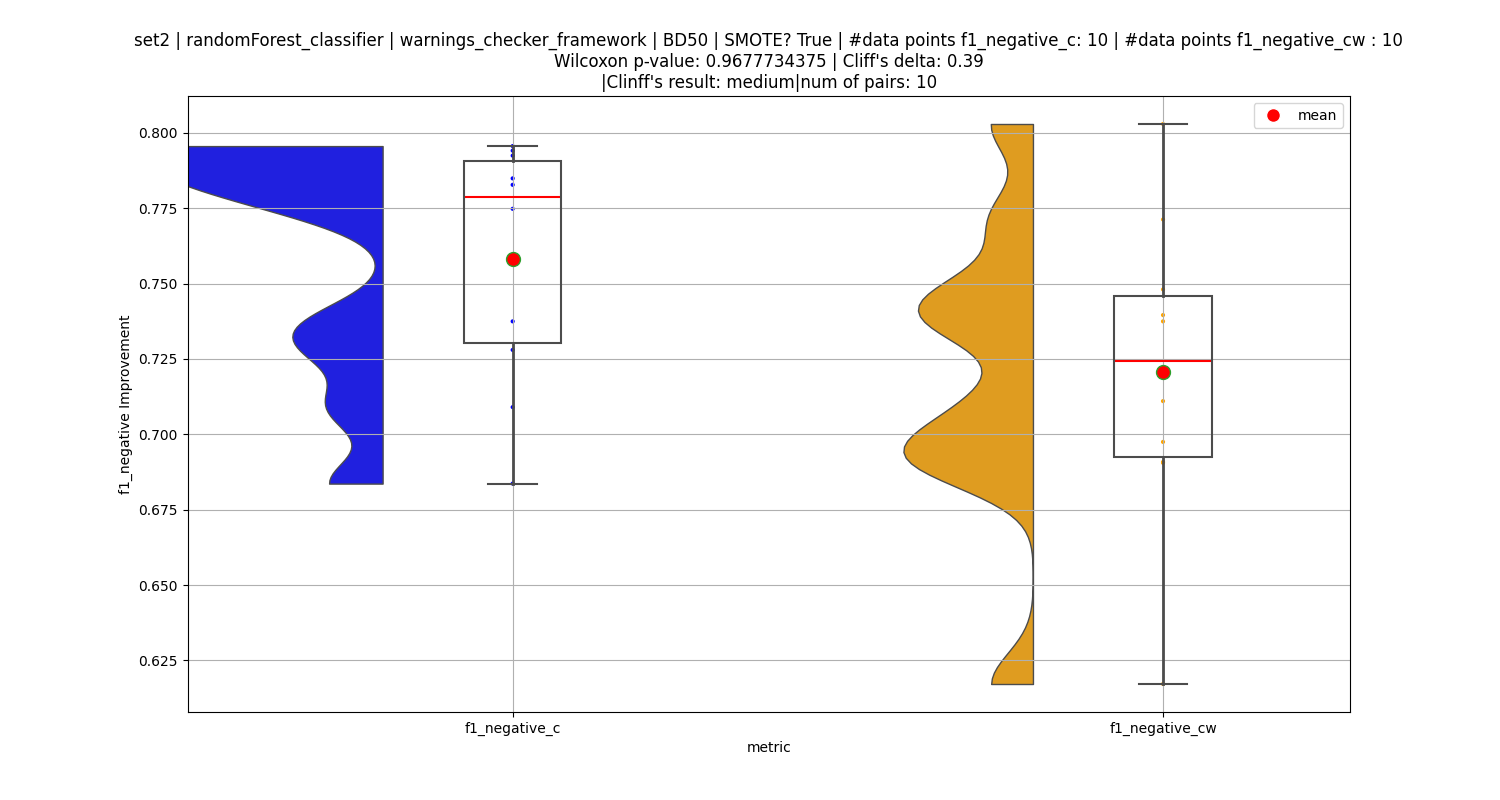 set2 | randomForest_classifier | warnings_checker_framework | BD50 | SMOTE? True | #data points f1_negative_c: 10 | #data points f1_negative_cw : 10
Wilcoxon p-value: 0.9677734375 | Cliff's delta: 0.39
|Clinff's result: medium|num of pairs: 10
mean
0.800
0.775
0.750
0.725
0.700
0.675
0.650
0.625
f1_negative Improvement
f1_negative_c
f1_negative_cw
metric